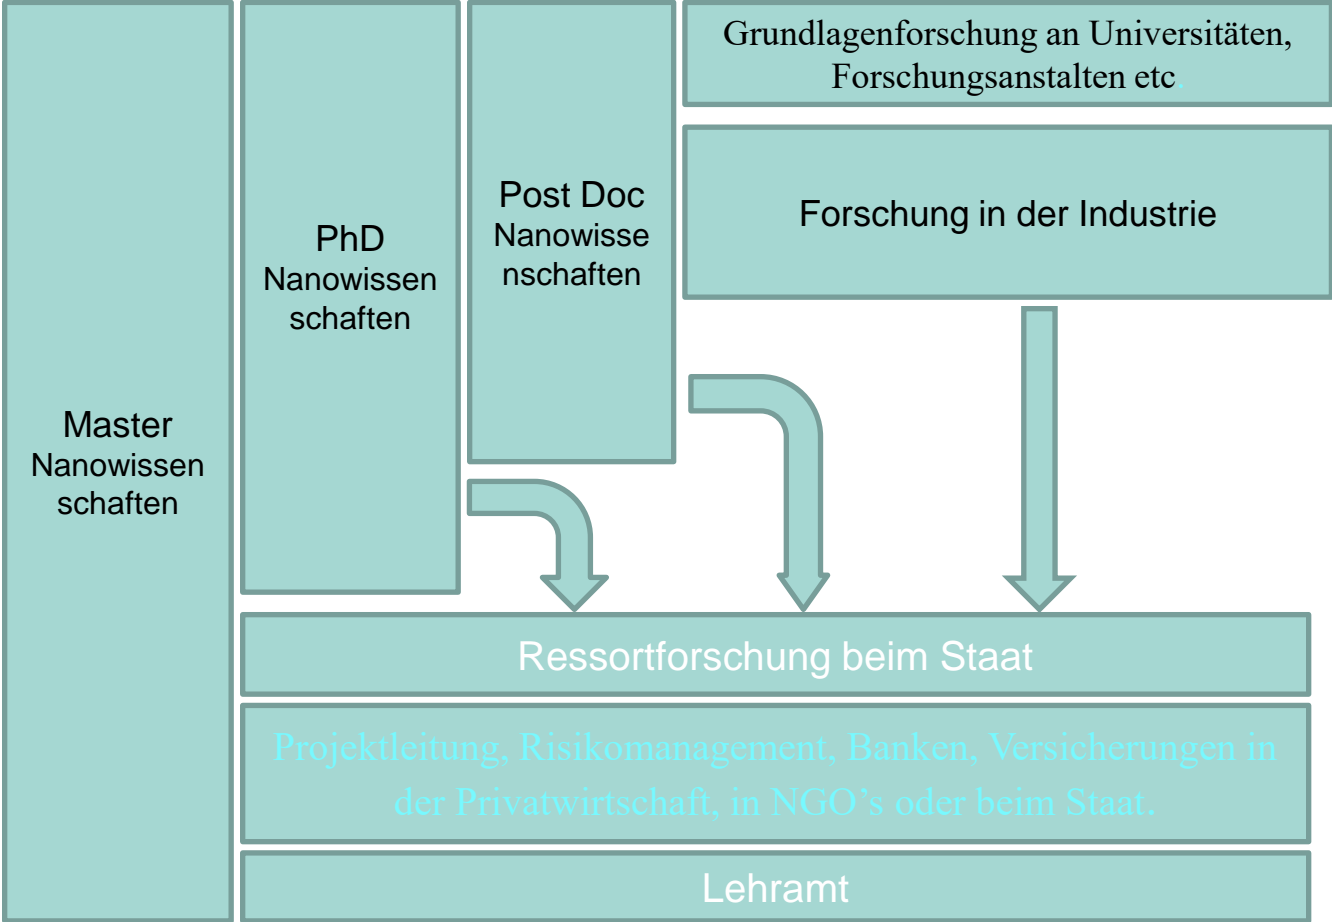 Master
Nanowissen
schaften
PhD
Nanowissen
schaften
Post Doc
Nanowisse
nschaften
Grundlagenforschung an Universitäten,
Forschungsanstalten etc.
Forschung in der Industrie
Ressortforschung beim Staat
Projektleitung, Risikomanagement, Banken, Versicherungen in
der Privatwirtschaft, in NGO’s oder beim Staat.
Lehramt